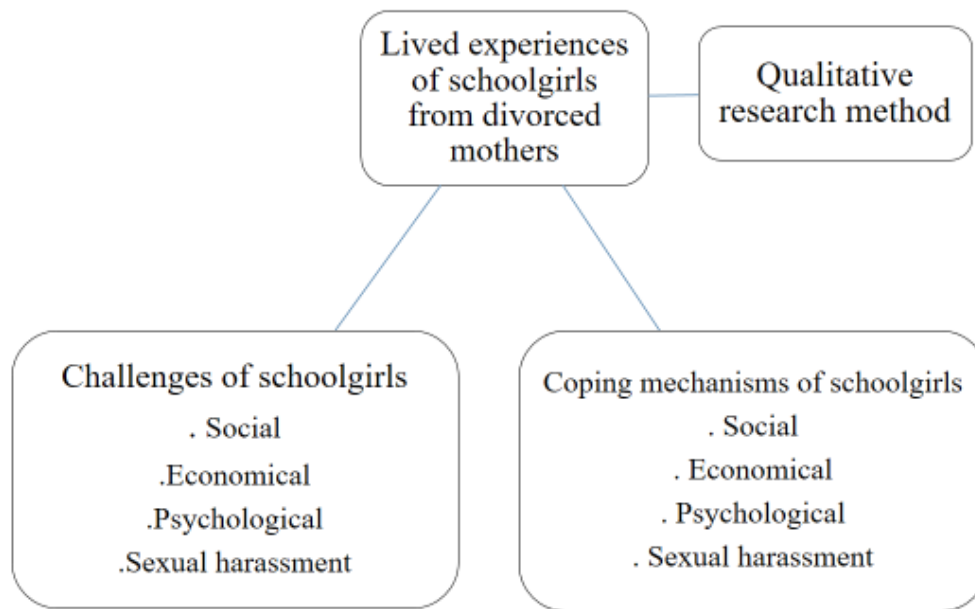 Lived experiences
of schoolgirls
from divorced
mothers
Qualitative
research method
Challenges of schoolgirls
. Social
.Economical
.Psychological
.Sexual harassment
Coping mechanisms of schoolgirls
. Social
. Economical
. Psychological
. Sexual harassment